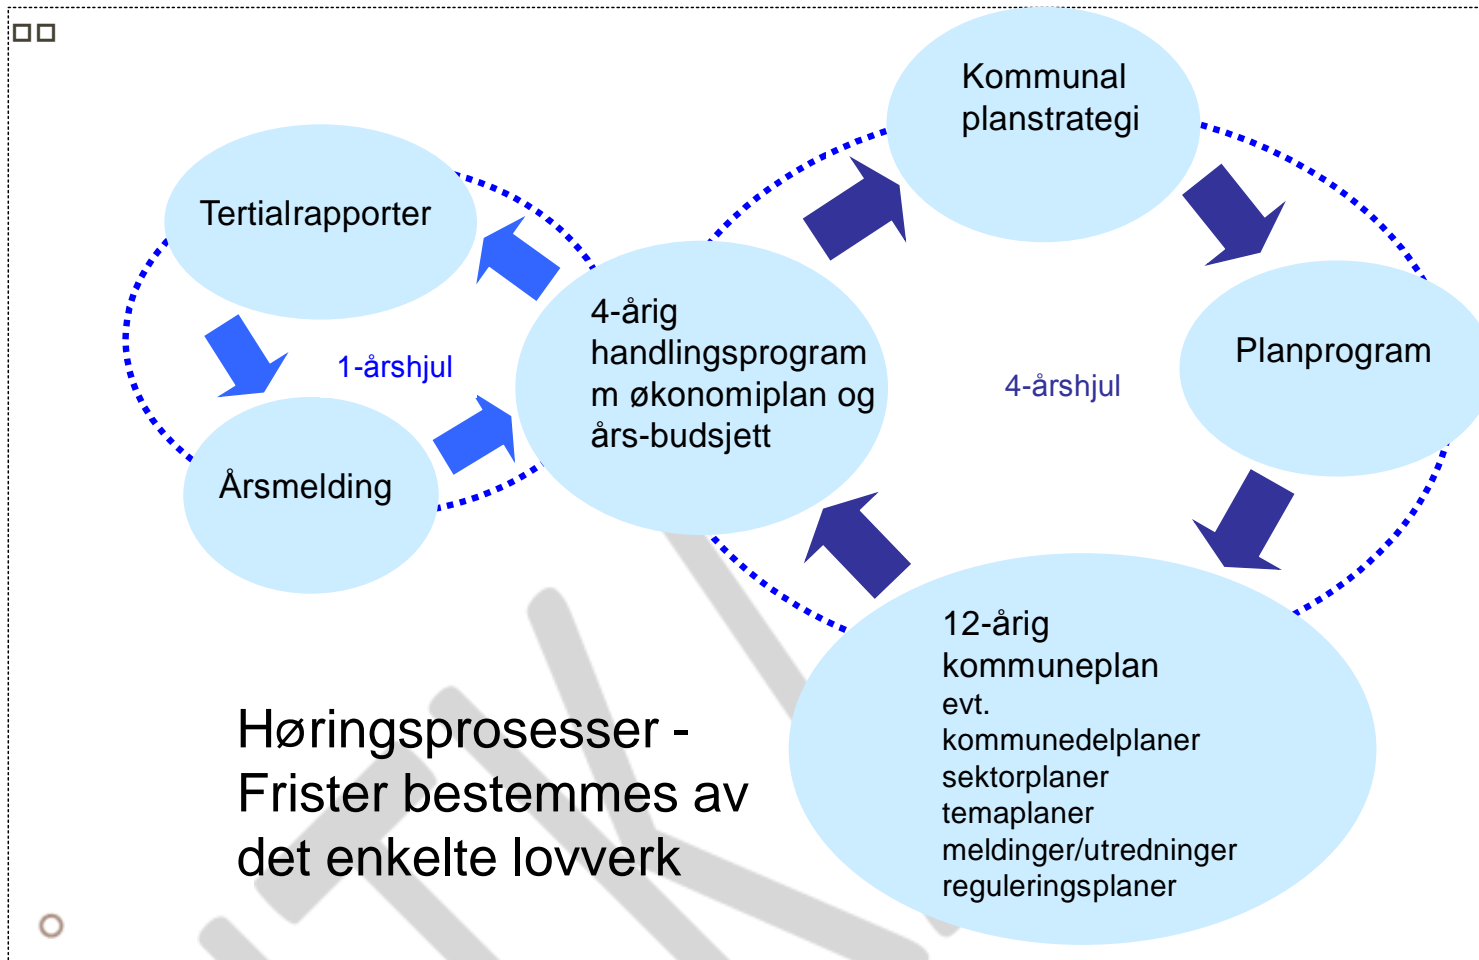 Kommunal
planstrategi
Tertialrapporter
4-årig
handlingsprogram
m økonomiplan og
års-budsjett
1-årshjul
4-årshjul
Planprogram
Årsmelding
12-årig
kommuneplan
evt.
kommunedelplaner
sektorplaner
temaplaner
meldinger/utredninger
reguleringsplaner
Høringsprosesser -
Frister bestemmes av
det enkelte lovverk